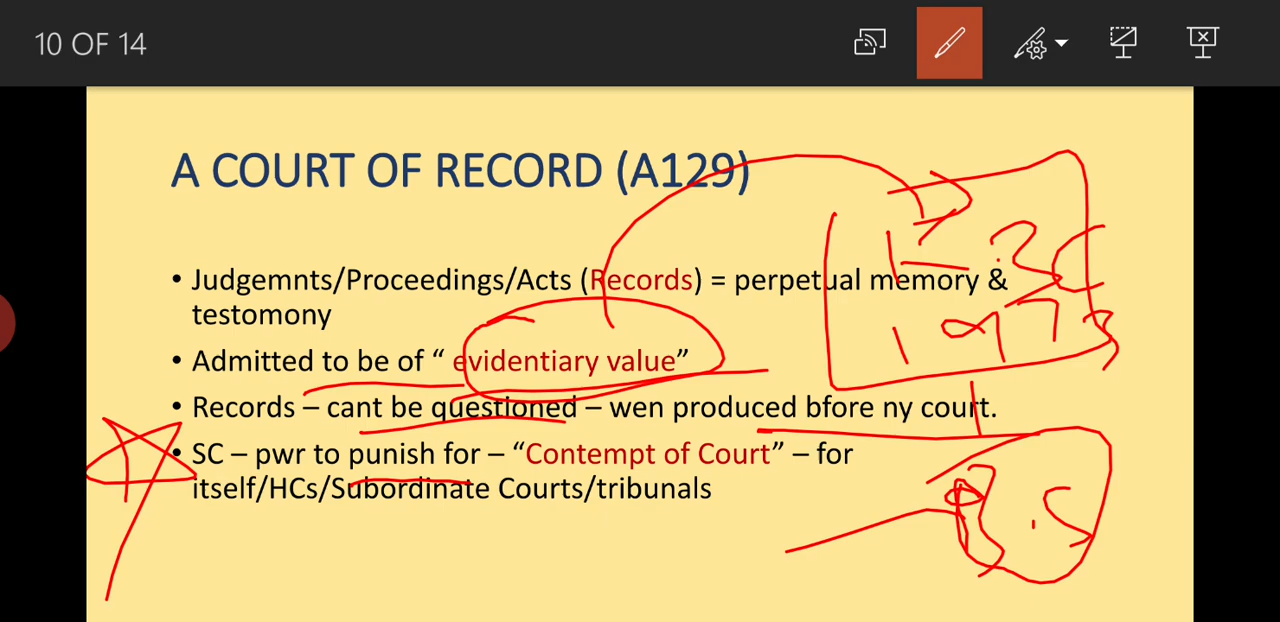 10 OF 14
A COURT OF RECORD (A129)
• Judgemnts/Proceedings/Acts (Records) = perpetual memory &
testomony
• Admitted to be of “ evidentiary value”
• Records – cant be questioned – wen produced bfore ny court.
• SC – pwr to punish for – “Contempt of Court” – for
itself/HCs/Subordinate Courts/tribunals
1973